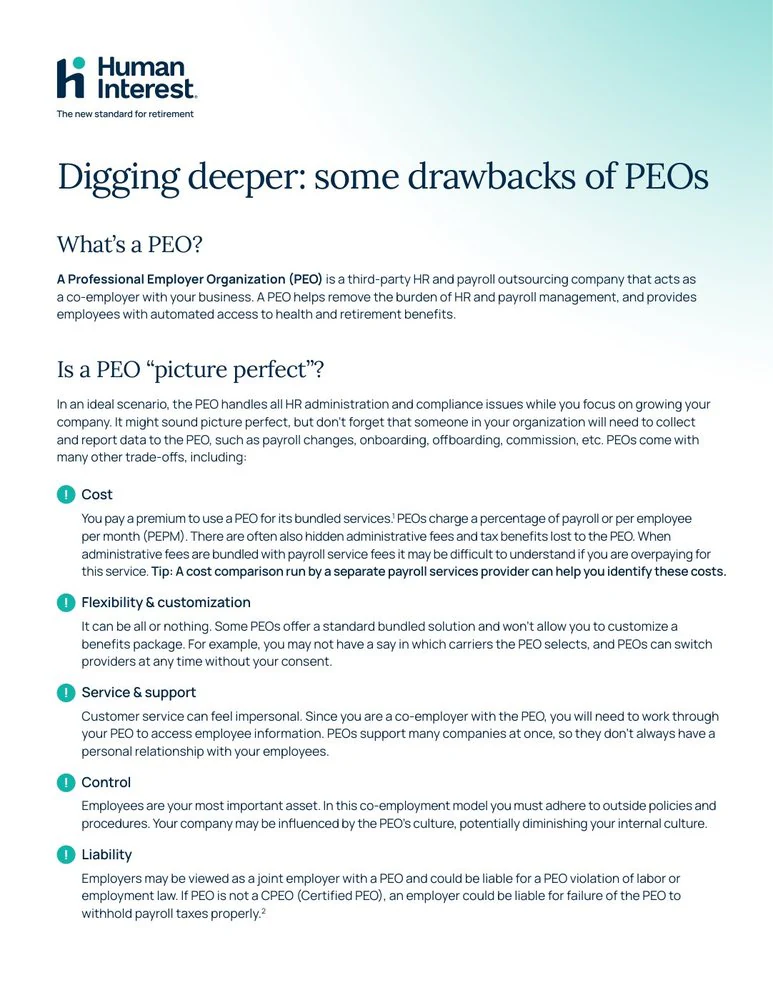 Human
Interest.
The new standard for retirement
Digging deeper: some drawbacks of PEOs
What’s a PEO?
A Professional Employer Organization (PEO) is a third-party HR and payroll outsourcing company that acts as
a co-employer with your business. A PEO helps remove the burden of HR and payroll management, and provides
employees with automated access to health and retirement benefits.
Is a PEO “picture perfect”?
In an ideal scenario, the PEO handles all HR administration and compliance issues while you focus on growing your
company. It might sound picture perfect, but don’t forget that someone in your organization will need to collect
and report data to the PEO, such as payroll changes, onboarding, offboarding, commission, etc. PEOs come with
many other trade-offs, including:
! Cost
You pay a premium to use a PEO for its bundled services.¹ PEOs charge a percentage of payroll or per employee
per month (PEPM). There are often also hidden administrative fees and tax benefits lost to the PEO. When
administrative fees are bundled with payroll service fees it may be difficult to understand if you are overpaying for
this service. Tip: A cost comparison run by a separate payroll services provider can help you identify these costs.
! Flexibility & customization
It can be all or nothing. Some PEOs offer a standard bundled solution and won’t allow you to customize a
benefits package. For example, you may not have a say in which carriers the PEO selects, and PEOs can switch
providers at any time without your consent.
! Service & support
Customer service can feel impersonal. Since you are a co-employer with the PEO, you will need to work through
your PEO to access employee information. PEOs support many companies at once, so they don’t always have a
personal relationship with your employees.
! Control
Employees are your most important asset. In this co-employment model you must adhere to outside policies and
procedures. Your company may be influenced by the PEO’s culture, potentially diminishing your internal culture.
! Liability
Employers may be viewed as a joint employer with a PEO and could be liable for a PEO violation of labor or
employment law. If PEO is not a CPEO (Certified PEO), an employer could be liable for failure of the PEO to
withhold payroll taxes properly.²